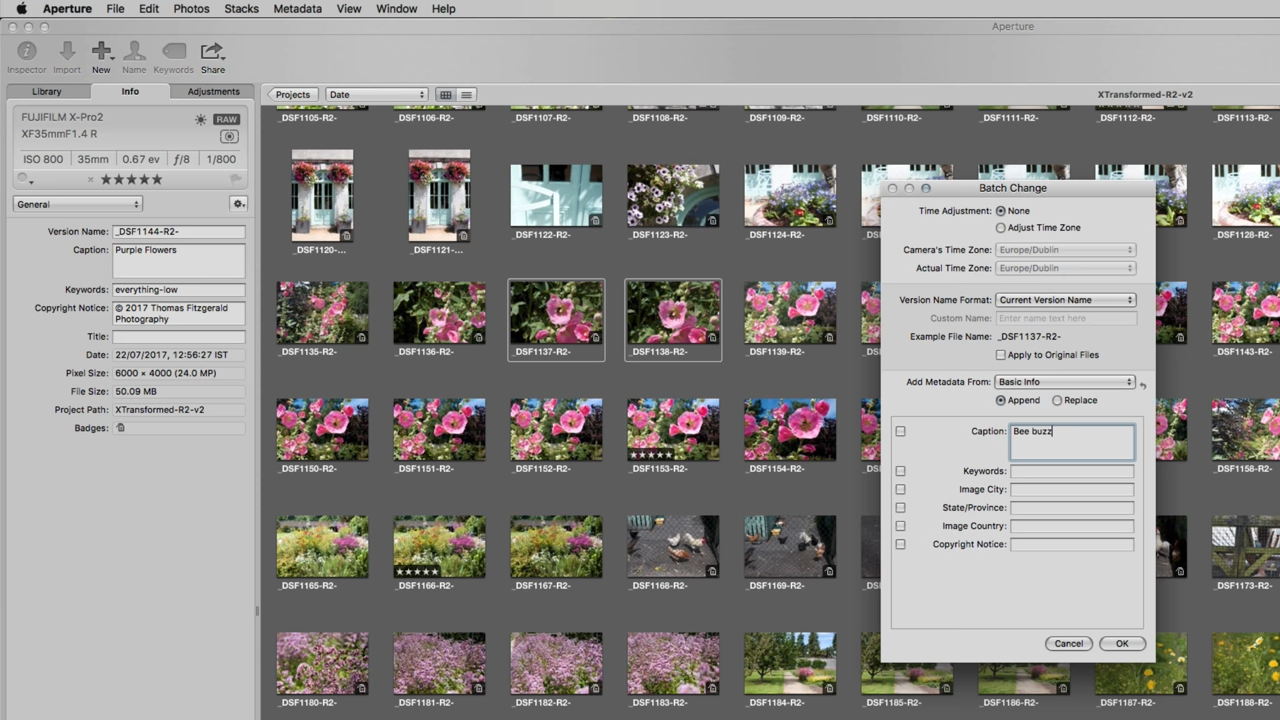 Aperture File Edit Photos Stacks Metadata View Window Help
Aperture
Inspector Import New Name Keywords Share
Library Info Adjustments
Projects Date XTransformed-R2-v2
FUJIFILM X-Pro2 RAW
XF35mmF1.4 R
ISO 800 35mm 0.67 ev ƒ/8 1/800
× ★★★★★
General
Version Name: _DSF1144-R2-
Caption: Purple Flowers
Keywords: everything-low
Copyright Notice: © 2017 Thomas Fitzgerald
Photography
Title:
Date: 22/07/2017, 12:56:27 IST
Pixel Size: 6000 × 4000 (24.0 MP)
File Size: 50.09 MB
Project Path: XTransformed-R2-v2
Badges:
_DSF1105-R2- _DSF1106-R2- _DSF1107-R2- _DSF1108-R2- _DSF1109-R2- _DSF1110-R2- _DSF1111-R2- _DSF1112-R2- _DSF1113-R2-
_DSF1120-... _DSF1121-... _DSF1122-R2- _DSF1123-R2- _DSF1124-R2- _DSF1128-R2-
_DSF1135-R2- _DSF1136-R2- _DSF1137-R2- _DSF1138-R2- _DSF1139-R2- _DSF1143-R2-
_DSF1150-R2- _DSF1151-R2- _DSF1152-R2- ★★★★★ _DSF1153-R2- _DSF1154-R2- _DSF1158-R2-
_DSF1165-R2- ★★★★★ _DSF1166-R2- _DSF1167-R2- _DSF1168-R2- _DSF1169-R2- _DSF1173-R2-
_DSF1180-R2- _DSF1181-R2- _DSF1182-R2- _DSF1183-R2- _DSF1184-R2- _DSF1185-R2- _DSF1186-R2- _DSF1187-R2- _DSF1188-R2-
Batch Change
Time Adjustment: None
Adjust Time Zone
Camera's Time Zone: Europe/Dublin
Actual Time Zone: Europe/Dublin
Version Name Format: Current Version Name
Custom Name: Enter name text here
Example File Name: _DSF1137-R2-
Apply to Original Files
Add Metadata From: Basic Info
Append Replace
Caption: Bee buzz
Keywords:
Image City:
State/Province:
Image Country:
Copyright Notice:
Cancel OK